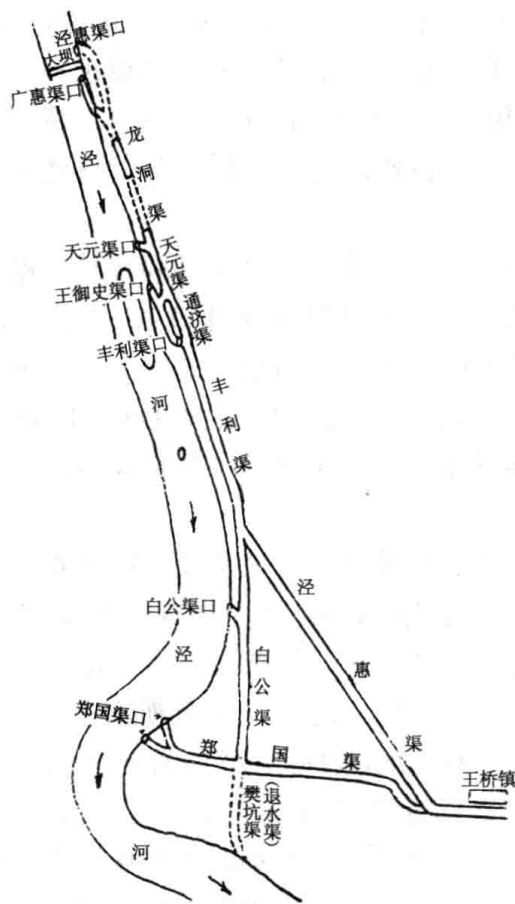 泾惠渠口
大坝
广惠渠口
泾
龙洞渠
天元渠口
天元渠
王御史渠口
通济渠
丰利渠口
丰利渠
河
白公渠口
泾惠渠
泾
白公渠
郑国渠口
郑国渠
王桥镇
(退水渠)
樊坑渠
河